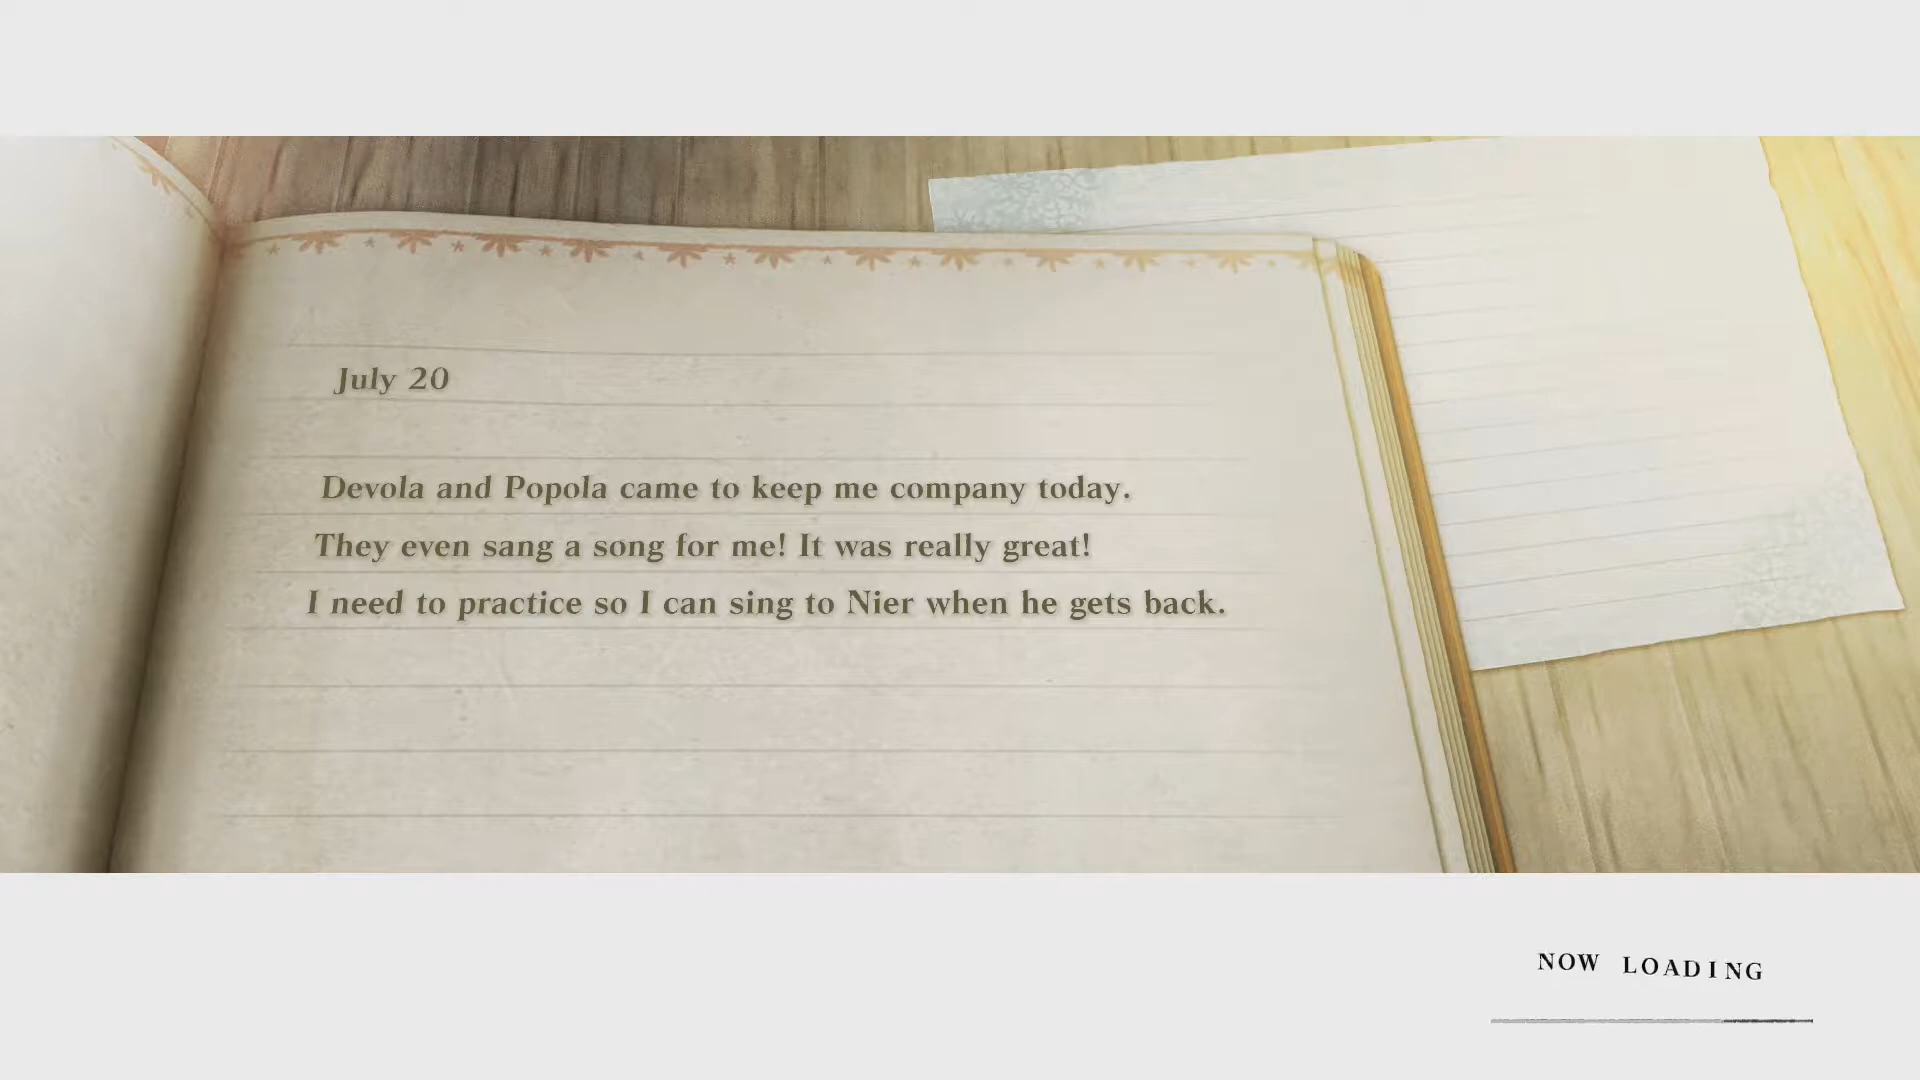 July 20
Devola and Popola came to keep me company today.
They even sang a song for me! It was really great!
I need to practice so I can sing to Nier when he gets back.
NOW LOADING